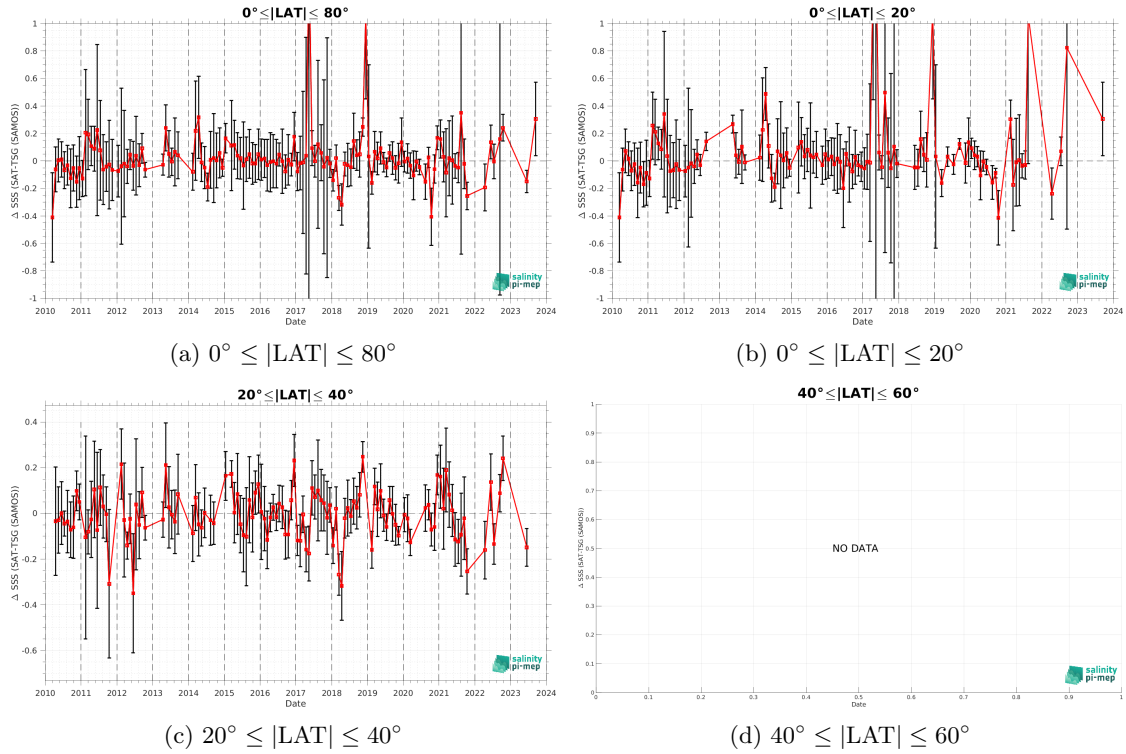 0°≤|LAT|≤ 80°
Δ SSS (SAT-TSG (SAMOS))
1
0.8
0.6
0.4
0.2
0
-0.2
-0.4
-0.6
-0.8
-1
2010 2011 2012 2013 2014 2015 2016 2017 2018 2019 2020 2021 2022 2023 2024
Date
salinity
pi-mep
(a) 0° ≤ |LAT| ≤ 80°
0°≤|LAT|≤ 20°
Δ SSS (SAT-TSG (SAMOS))
1
0.8
0.6
0.4
0.2
0
-0.2
-0.4
-0.6
-0.8
-1
2010 2011 2012 2013 2014 2015 2016 2017 2018 2019 2020 2021 2022 2023 2024
Date
salinity
pi-mep
(b) 0° ≤ |LAT| ≤ 20°
20°≤|LAT|≤ 40°
Δ SSS (SAT-TSG (SAMOS))
0.4
0.2
0
-0.2
-0.4
-0.6
2010 2011 2012 2013 2014 2015 2016 2017 2018 2019 2020 2021 2022 2023 2024
Date
salinity
pi-mep
(c) 20° ≤ |LAT| ≤ 40°
40°≤|LAT|≤ 60°
Δ SSS (SAT-TSG (SAMOS))
1
0.9
0.8
0.7
0.6
0.5
0.4
0.3
0.2
0.1
0
NO DATA
0 0.1 0.2 0.3 0.4 0.5 0.6 0.7 0.8 0.9 1
Date
salinity
pi-mep
(d) 40° ≤ |LAT| ≤ 60°